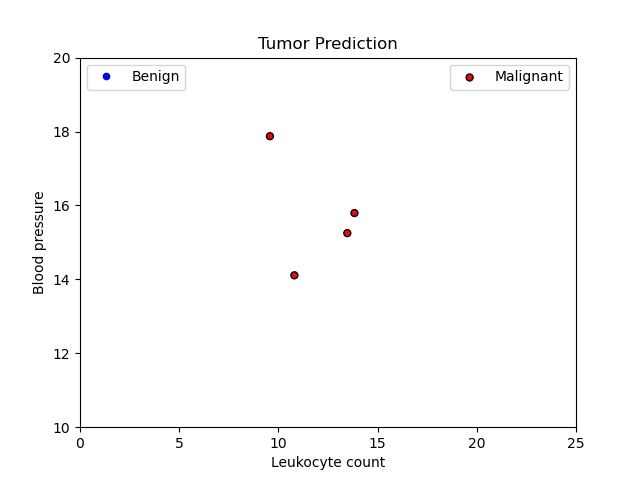 Tumor Prediction
Benign
Malignant
20
18
16
14
12
10
Blood pressure
0 5 10 15 20 25
Leukocyte count